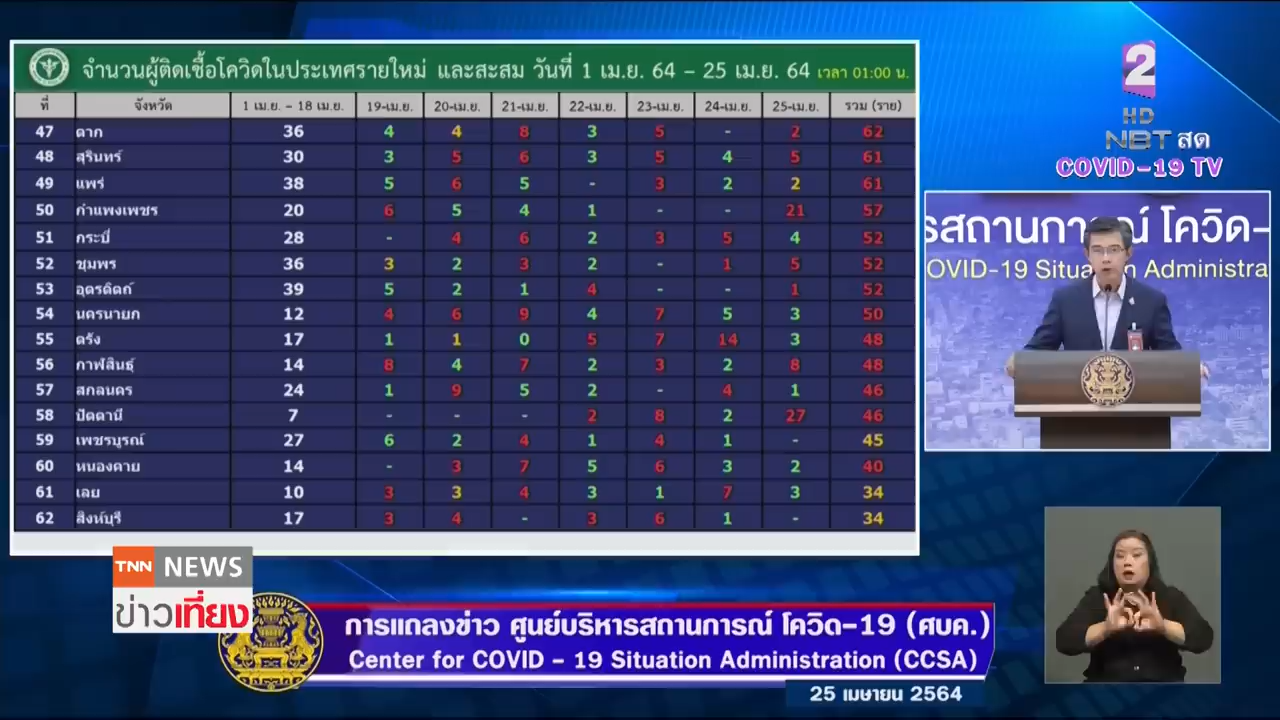 จำนวนผู้ติดเชื้อโควิดในประเทศรายใหม่ และสะสม วันที่ 1 เม.ย. 64 – 25 เม.ย. 64 เวลา 01:00 น.
ที่ จังหวัด 1 เม.ย. – 18 เม.ย. 19-เม.ย. 20-เม.ย. 21-เม.ย. 22-เม.ย. 23-เม.ย. 24-เม.ย. 25-เม.ย. รวม (ราย)
47 ตาก 36 4 4 8 3 5 - 2 62
48 สุรินทร์ 30 3 5 6 3 5 4 5 61
49 แพร่ 38 5 6 5 - 3 2 2 61
50 กำแพงเพชร 20 6 5 4 1 - - 21 57
51 กระบี่ 28 - 4 6 2 3 5 4 52
52 ชุมพร 36 3 2 3 2 - 1 5 52
53 อุตรดิตถ์ 39 5 2 1 4 - - 1 52
54 นครนายก 12 4 6 9 4 7 5 3 50
55 ตรัง 17 1 1 0 5 7 14 3 48
56 กาฬสินธุ์ 14 8 4 7 2 3 2 8 48
57 สกลนคร 24 1 9 5 2 - 4 1 46
58 ปัตตานี 7 - - - 2 8 2 27 46
59 เพชรบูรณ์ 27 6 2 4 1 4 1 - 45
60 หนองคาย 14 - 3 7 5 6 3 2 40
61 เลย 10 3 3 4 3 1 7 3 34
62 สิงห์บุรี 17 3 4 - 3 6 1 - 34
2
HD
NBT สด
COVID-19 TV
รสถานการณ์ โควิด-
OVID-19 Situation Administra
TNN NEWS
ข่าวเที่ยง
การแถลงข่าว ศูนย์บริหารสถานการณ์ โควิด-19 (ศบค.)
Center for COVID – 19 Situation Administration (CCSA)
25 เมษายน 2564